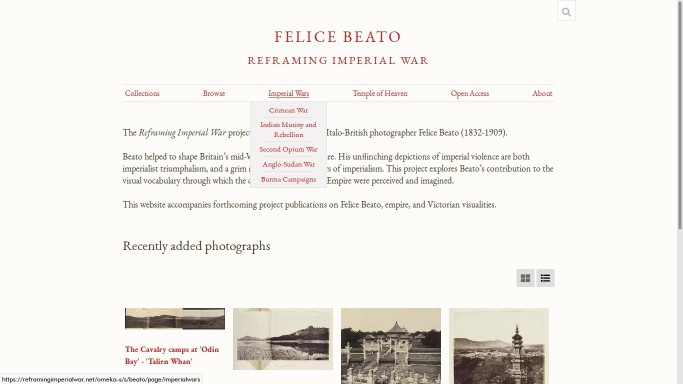 FELICE BEATO
REFRAMING IMPERIAL WAR
Collections Browse Imperial Wars Temple of Heaven Open Access About
Crimean War
Indian Mutiny and
Rebellion
Second Opium War
Anglo-Sudan War
Burma Campaigns
The Reframing Imperial War projec Italo-British photographer Felice Beato (1832-1909).
Beato helped to shape Britain's mid-V re. His unflinching depictions of imperial violence are both
imperialist triumphalism, and a grim r rs of imperialism. This project explores Beato's contribution to the
visual vocabulary through which the Empire were perceived and imagined.
This website accompanies forthcoming project publications on Felice Beato, empire, and Victorian visualities.
Recently added photographs
The Cavalry camps at 'Odin
Bay' - 'Talien Whan'
https://reframingimperialwar.net/omeka-s/s/beato/page/imperialwars